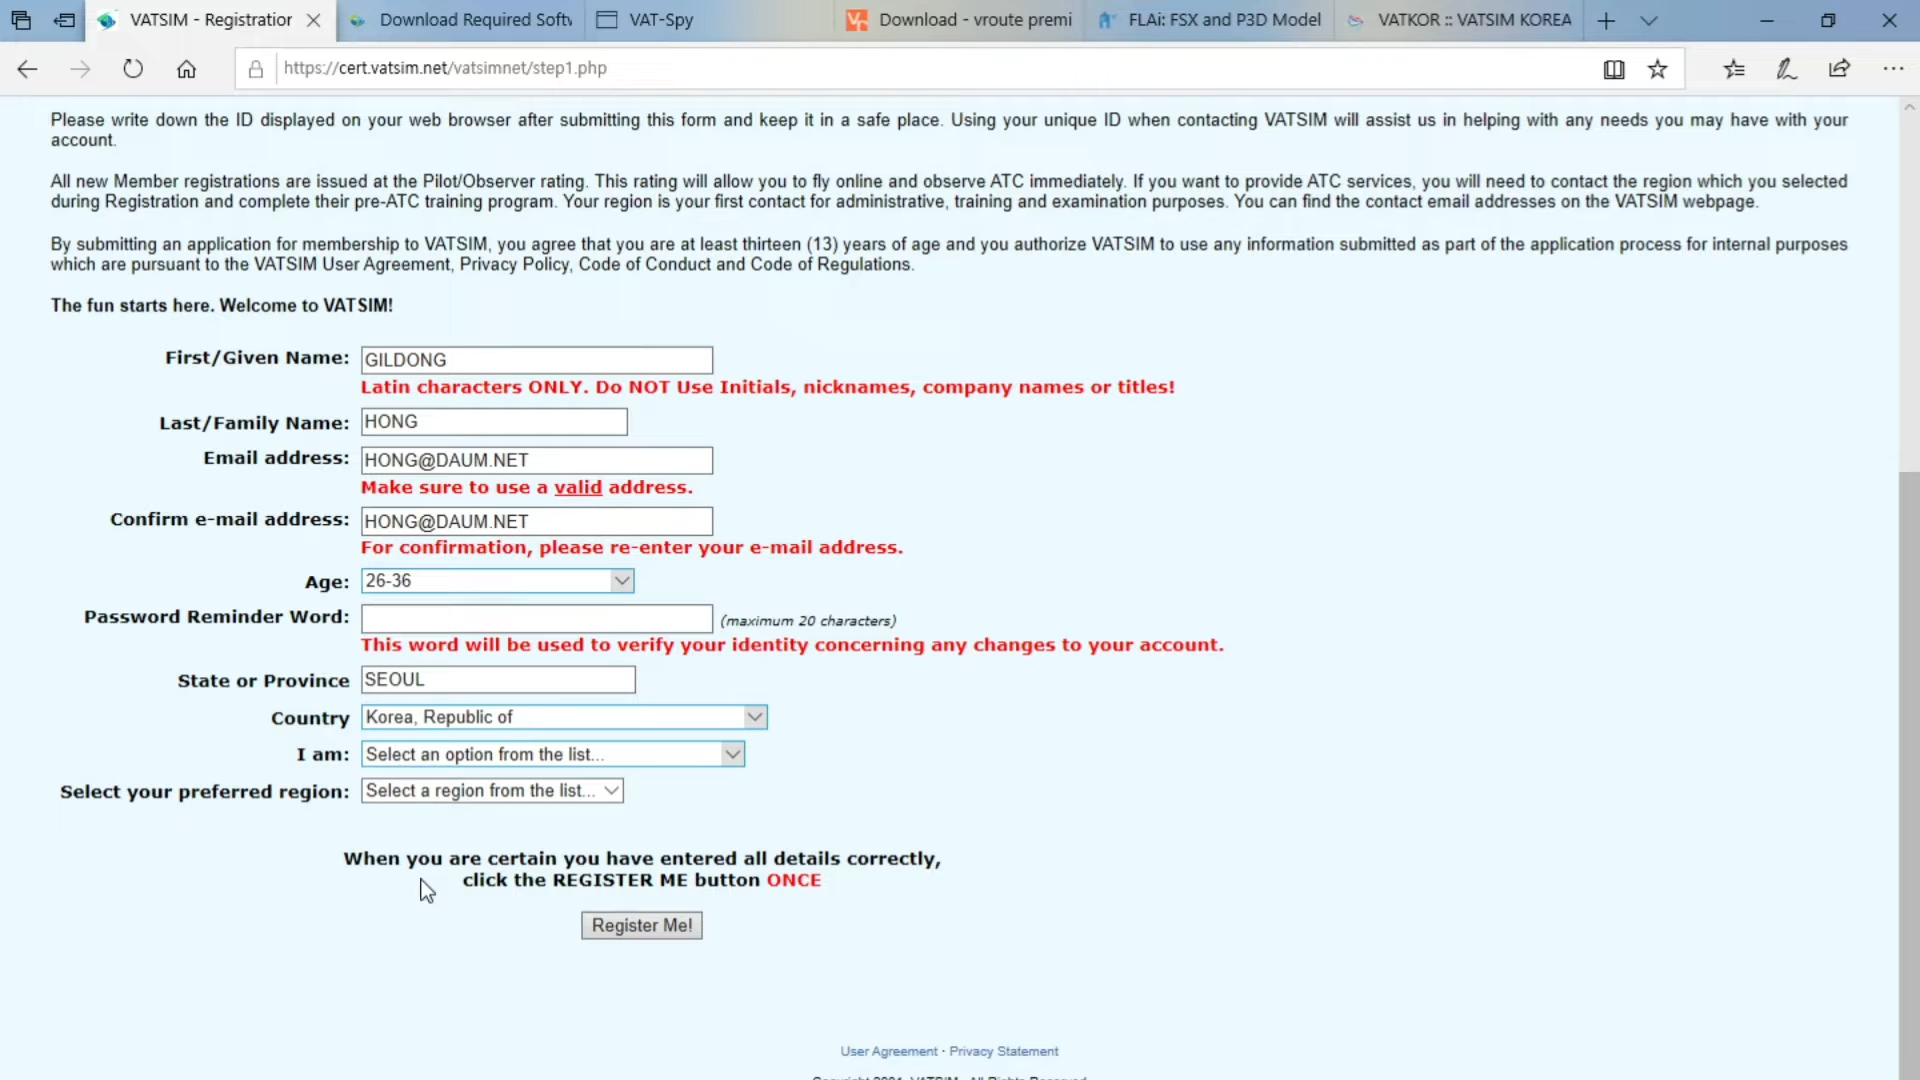 VATSIM - Registration
Download Required Softw
VAT-Spy
Download - vroute premi
FLAi: FSX and P3D Model
VATKOR :: VATSIM KOREA
https://cert.vatsim.net/vatsimnet/step1.php
Please write down the ID displayed on your web browser after submitting this form and keep it in a safe place. Using your unique ID when contacting VATSIM will assist us in helping with any needs you may have with your
account.
All new Member registrations are issued at the Pilot/Observer rating. This rating will allow you to fly online and observe ATC immediately. If you want to provide ATC services, you will need to contact the region which you selected
during Registration and complete their pre-ATC training program. Your region is your first contact for administrative, training and examination purposes. You can find the contact email addresses on the VATSIM webpage.
By submitting an application for membership to VATSIM, you agree that you are at least thirteen (13) years of age and you authorize VATSIM to use any information submitted as part of the application process for internal purposes
which are pursuant to the VATSIM User Agreement, Privacy Policy, Code of Conduct and Code of Regulations.
The fun starts here. Welcome to VATSIM!
First/Given Name: GILDONG
Latin characters ONLY. Do NOT Use Initials, nicknames, company names or titles!
Last/Family Name: HONG
Email address: HONG@DAUM.NET
Make sure to use a valid address.
Confirm e-mail address: HONG@DAUM.NET
For confirmation, please re-enter your e-mail address.
Age: 26-36
Password Reminder Word: (maximum 20 characters)
This word will be used to verify your identity concerning any changes to your account.
State or Province SEOUL
Country Korea, Republic of
I am: Select an option from the list...
Select your preferred region: Select a region from the list...
When you are certain you have entered all details correctly,
click the REGISTER ME button ONCE
Register Me!
User Agreement · Privacy Statement